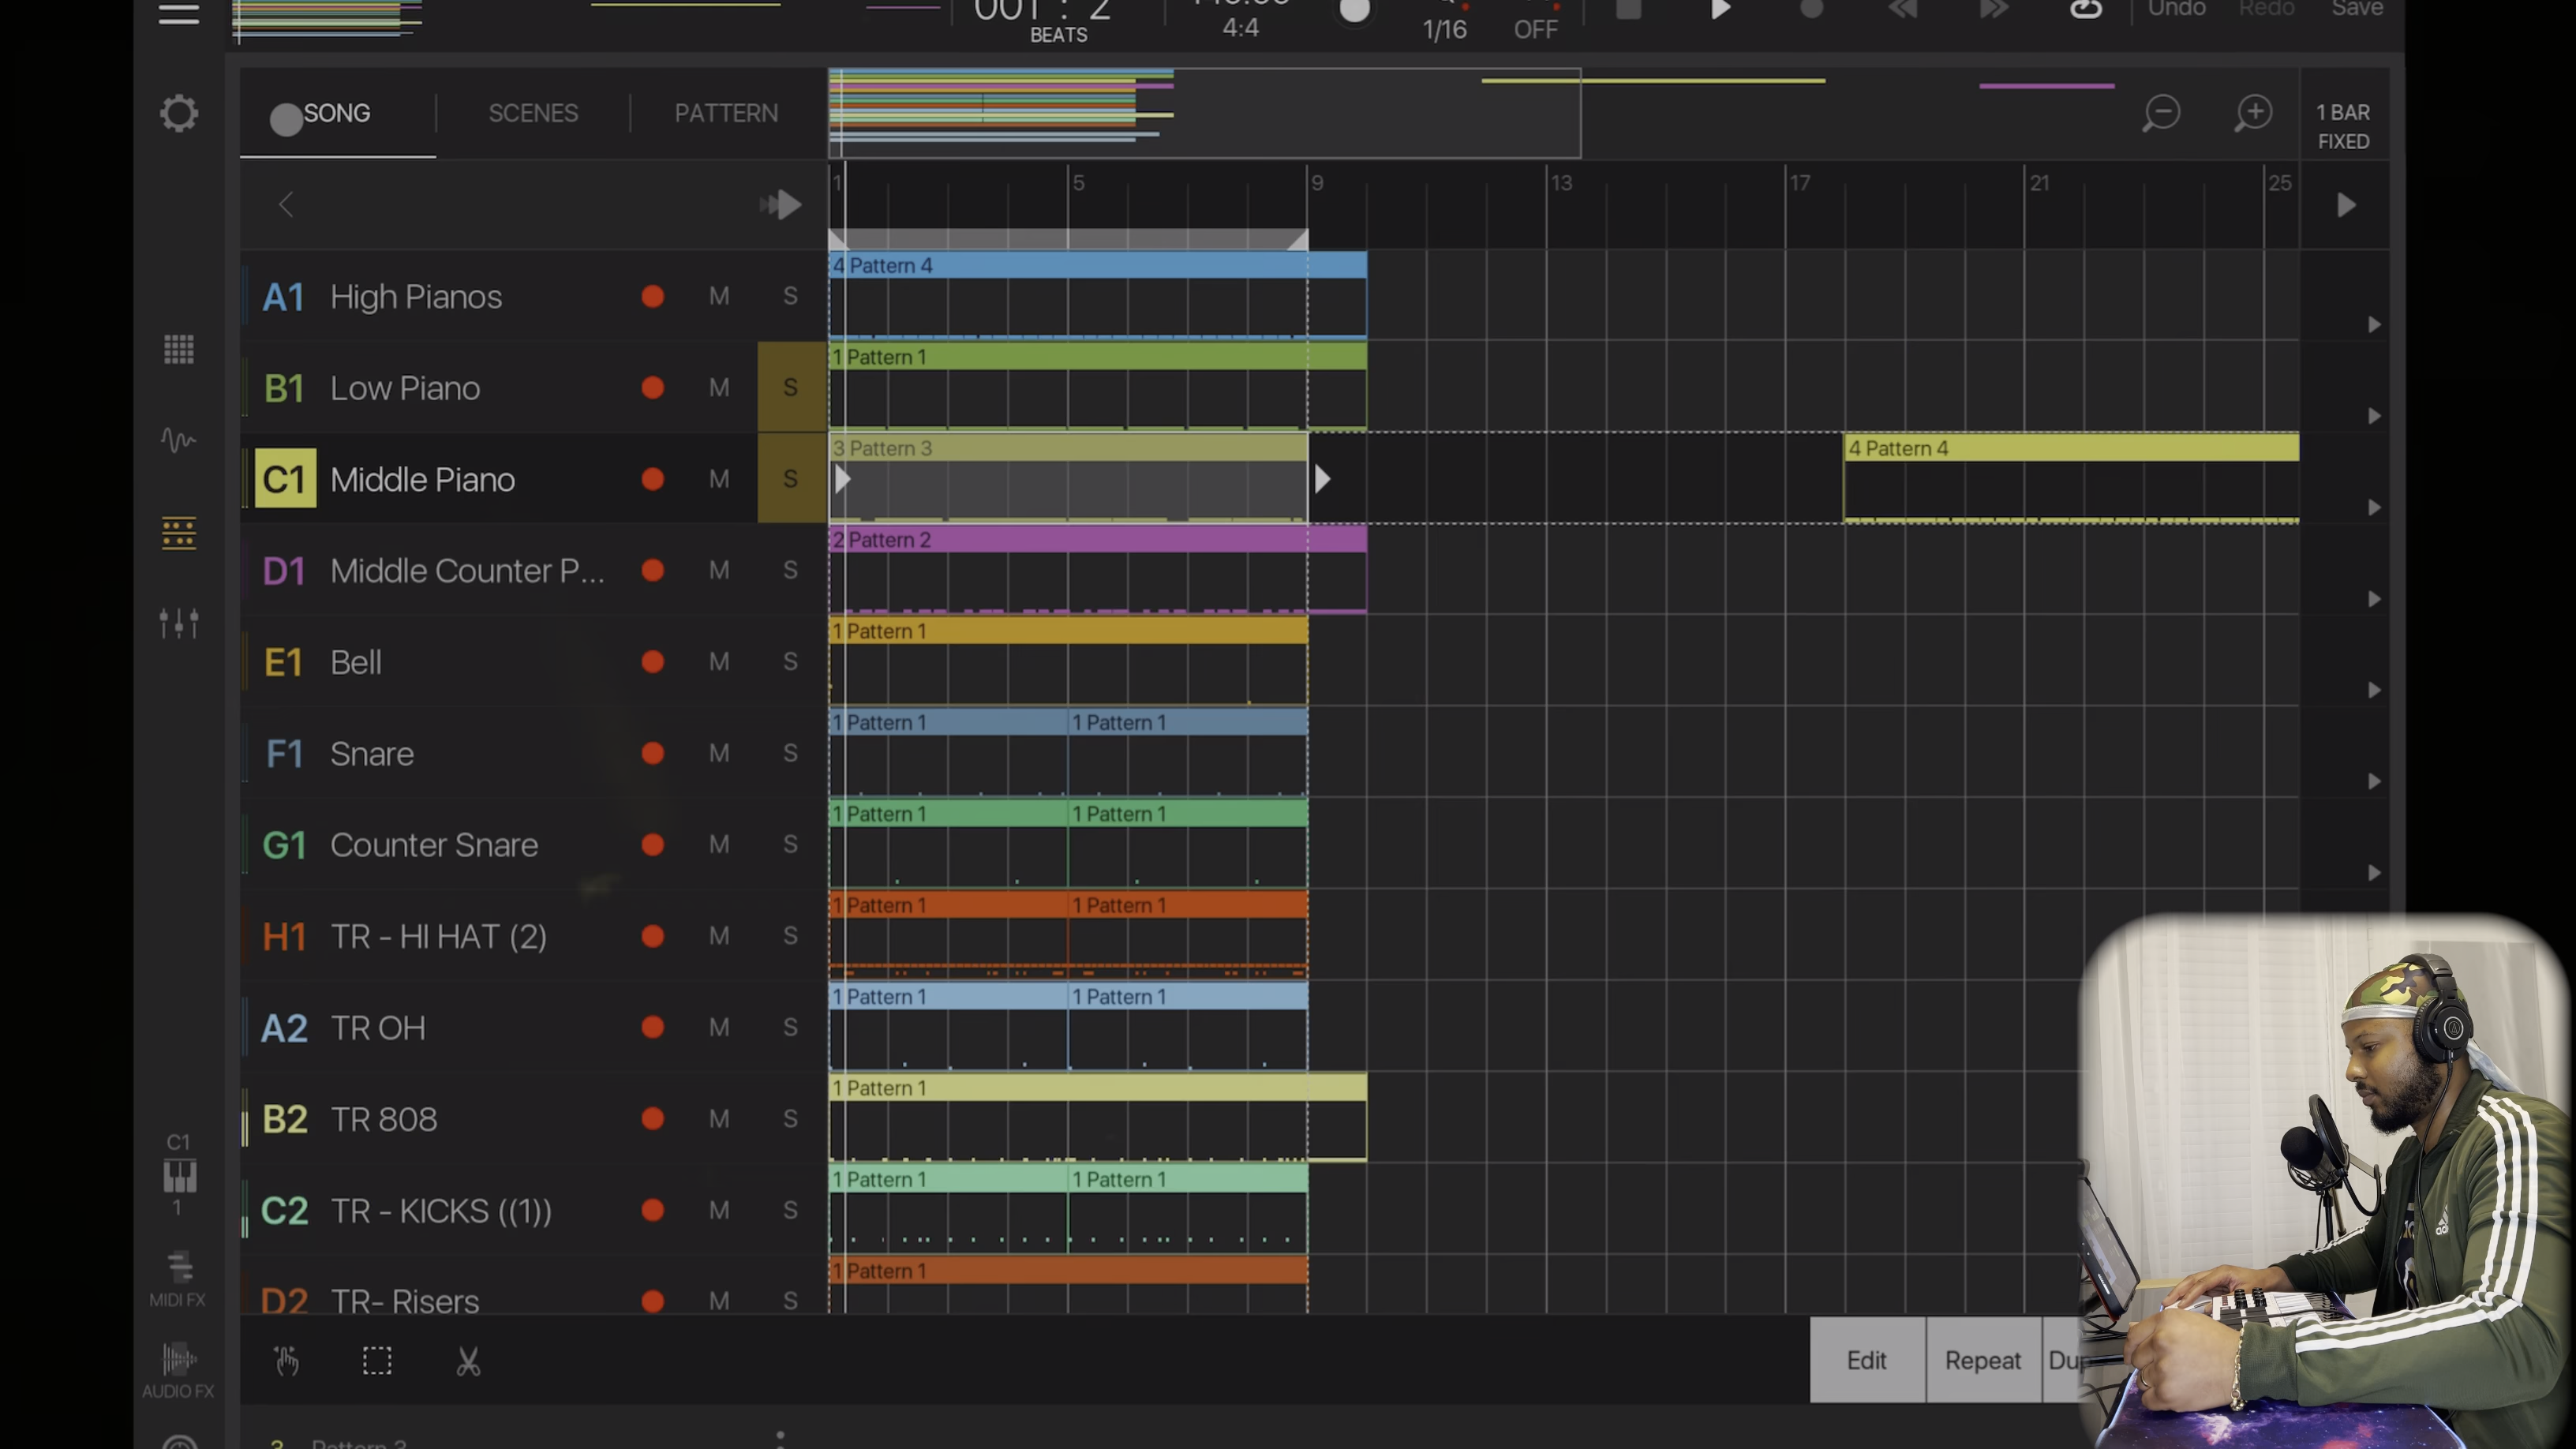 001 : 2
BEATS
4:4
1/16
OFF
Undo
Redo
Save
SONG
SCENES
PATTERN
1 BAR
FIXED
1
5
9
13
17
21
25
A1
High Pianos
M
S
4 Pattern 4
B1
Low Piano
M
S
1 Pattern 1
C1
Middle Piano
M
S
3 Pattern 3
4 Pattern 4
D1
Middle Counter P...
M
S
2 Pattern 2
E1
Bell
M
S
1 Pattern 1
F1
Snare
M
S
1 Pattern 1
1 Pattern 1
G1
Counter Snare
M
S
1 Pattern 1
1 Pattern 1
H1
TR - HI HAT (2)
M
S
1 Pattern 1
1 Pattern 1
A2
TR OH
M
S
1 Pattern 1
1 Pattern 1
B2
TR 808
M
S
1 Pattern 1
C1
1
C2
TR - KICKS ((1))
M
S
1 Pattern 1
1 Pattern 1
D2
TR- Risers
M
S
1 Pattern 1
MIDI FX
AUDIO FX
Edit
Repeat
3 Pattern 3